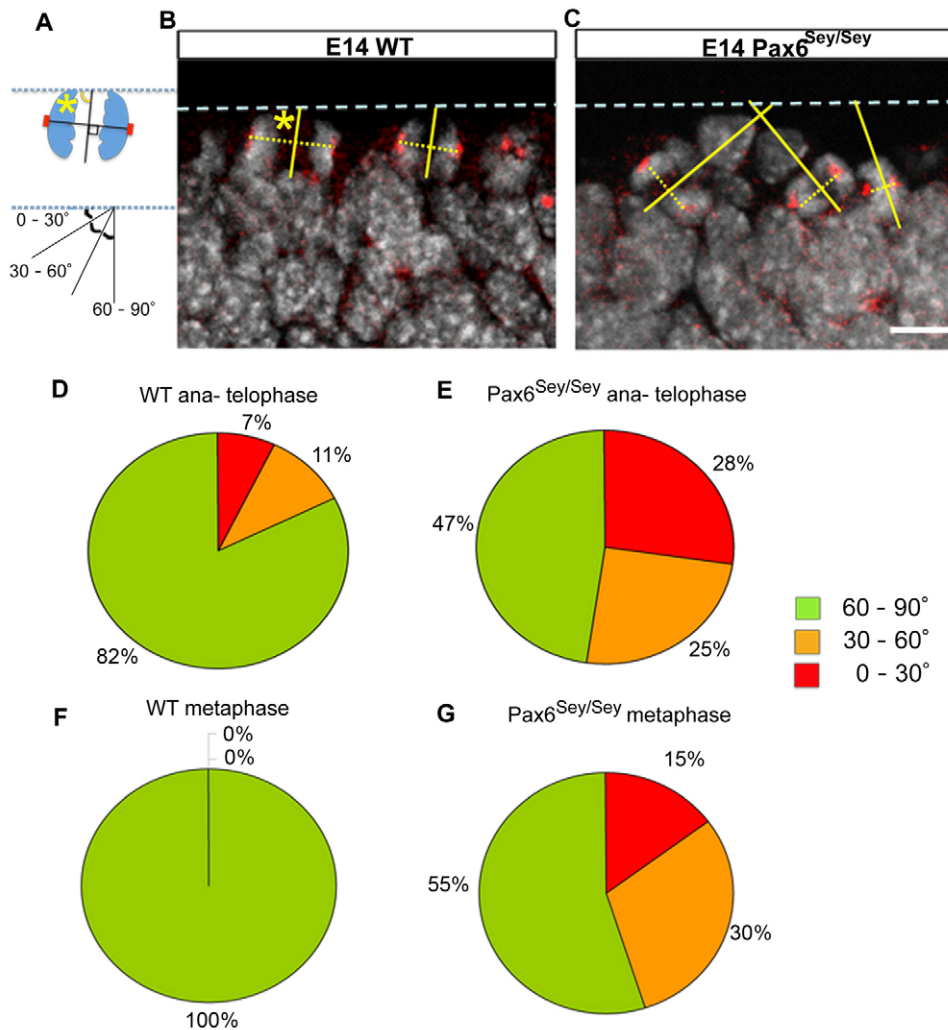 A
B
C
E14 WT
E14 Pax6Sey/Sey
*
*
0 - 30°
30 - 60°
60 - 90°
D
WT ana- telophase
7%
11%
82%
E
Pax6Sey/Sey ana- telophase
28%
47%
25%
60 - 90°
30 - 60°
0 - 30°
F
WT metaphase
0%
0%
100%
G
Pax6Sey/Sey metaphase
15%
55%
30%